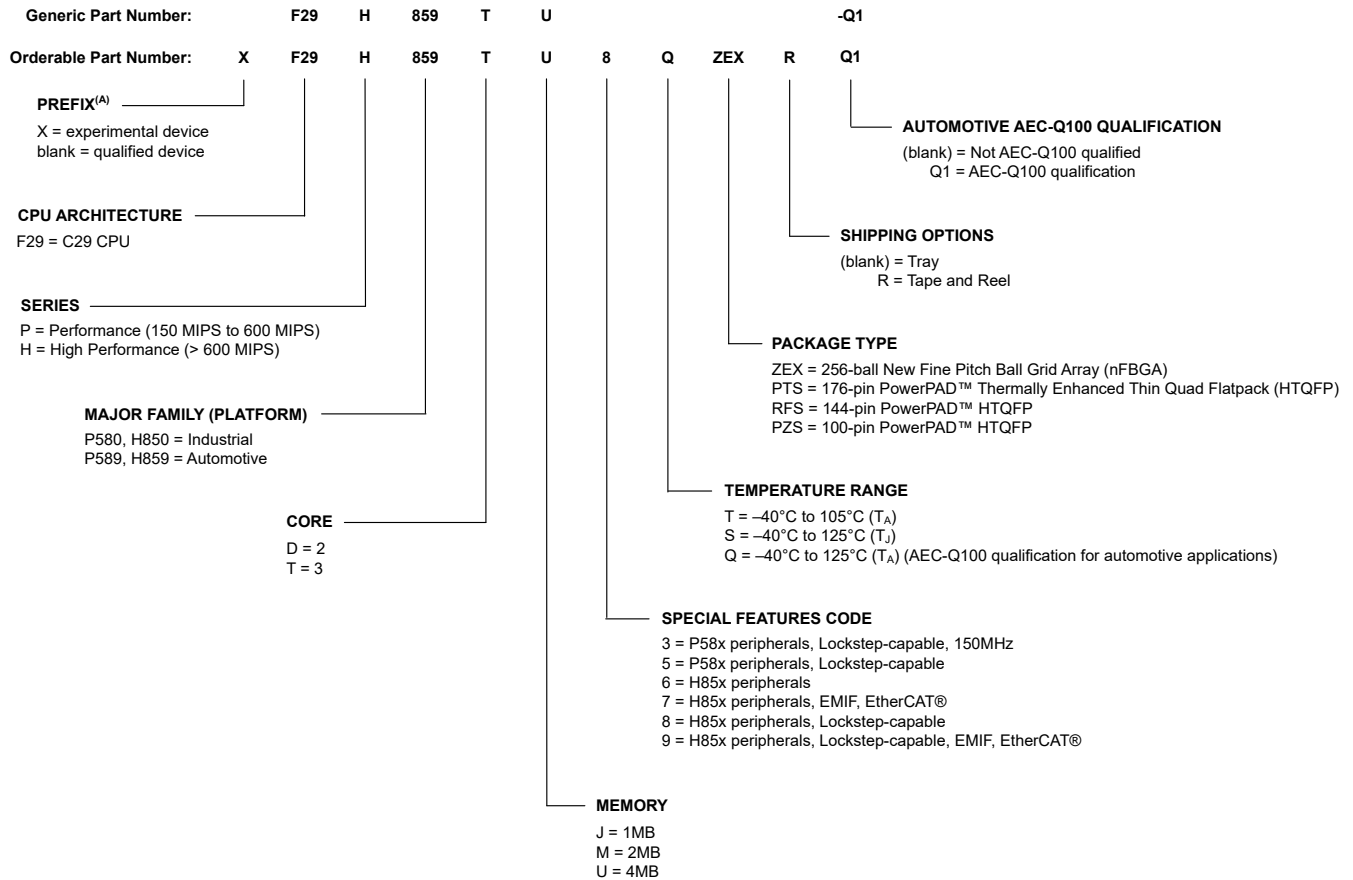 Generic Part Number: F29 H 859 T U -Q1
Orderable Part Number: X F29 H 859 T U 8 Q ZEX R Q1
PREFIX(A)
X = experimental device
blank = qualified device
AUTOMOTIVE AEC-Q100 QUALIFICATION
(blank) = Not AEC-Q100 qualified
Q1 = AEC-Q100 qualification
CPU ARCHITECTURE
F29 = C29 CPU
SHIPPING OPTIONS
(blank) = Tray
R = Tape and Reel
SERIES
P = Performance (150 MIPS to 600 MIPS)
H = High Performance (> 600 MIPS)
PACKAGE TYPE
ZEX = 256-ball New Fine Pitch Ball Grid Array (nFBGA)
PTS = 176-pin PowerPAD™ Thermally Enhanced Thin Quad Flatpack (HTQFP)
RFS = 144-pin PowerPAD™ HTQFP
PZS = 100-pin PowerPAD™ HTQFP
MAJOR FAMILY (PLATFORM)
P580, H850 = Industrial
P589, H859 = Automotive
TEMPERATURE RANGE
T = –40°C to 105°C (TA)
S = –40°C to 125°C (TJ)
Q = –40°C to 125°C (TA) (AEC-Q100 qualification for automotive applications)
CORE
D = 2
T = 3
SPECIAL FEATURES CODE
3 = P58x peripherals, Lockstep-capable, 150MHz
5 = P58x peripherals, Lockstep-capable
6 = H85x peripherals
7 = H85x peripherals, EMIF, EtherCAT®
8 = H85x peripherals, Lockstep-capable
9 = H85x peripherals, Lockstep-capable, EMIF, EtherCAT®
MEMORY
J = 1MB
M = 2MB
U = 4MB